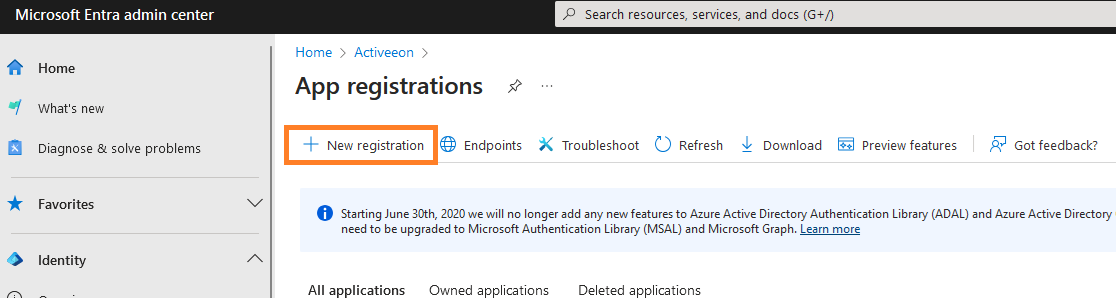 Microsoft Entra admin center
Search resources, services, and docs (G+/)
Home
What's new
Diagnose & solve problems
Favorites
Identity
Home > Activeeon
App registrations
New registration Endpoints Troubleshoot Refresh Download Preview features Got feedback?
Starting June 30th, 2020 we will no longer add any new features to Azure Active Directory Authentication Library (ADAL) and Azure Active Directory
need to be upgraded to Microsoft Authentication Library (MSAL) and Microsoft Graph. Learn more
All applications Owned applications Deleted applications